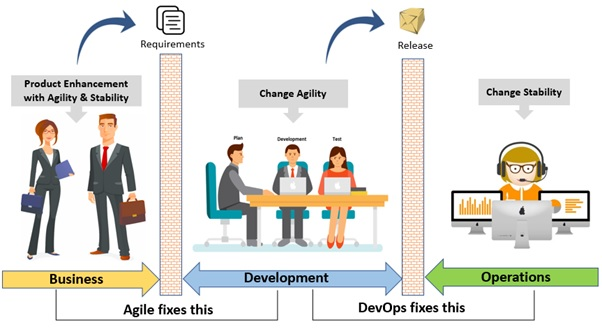 Requirements
Release
Product Enhancement
with Agility & Stability
Change Agility
Change Stability
Plan
Development
Test
Business
Development
Operations
Agile fixes this
DevOps fixes this